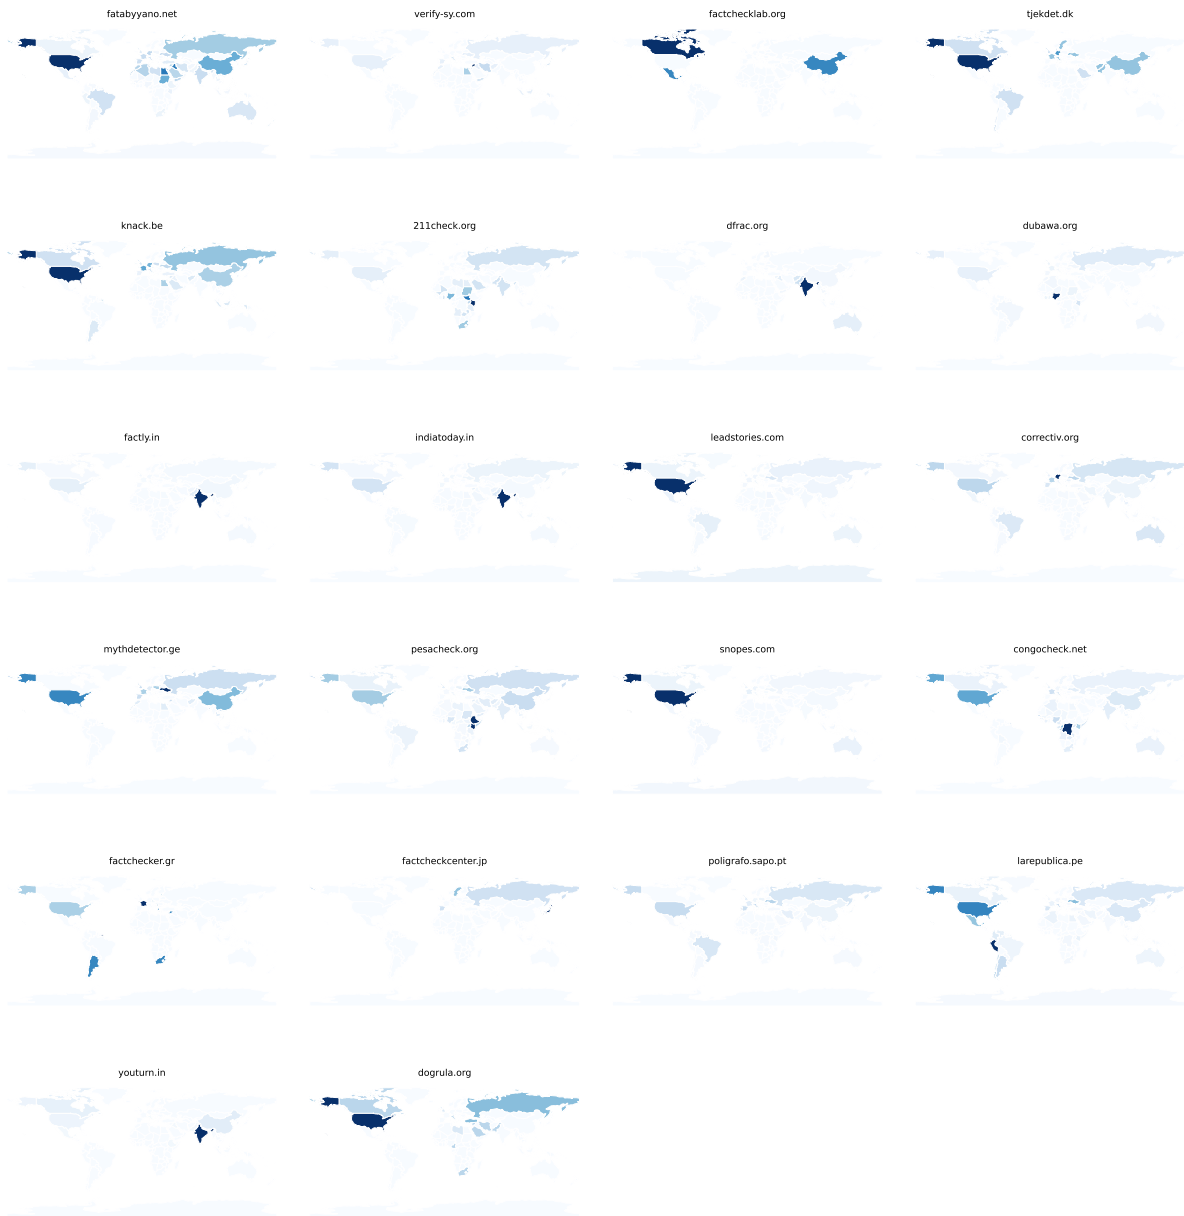 fatabyyano.net
verify-sy.com
factchecklab.org
tjekdet.dk
knack.be
211check.org
dfrac.org
dubawa.org
factly.in
indiatoday.in
leadstories.com
correctiv.org
mythdetector.ge
pesacheck.org
snopes.com
congocheck.net
factchecker.gr
factcheckcenter.jp
poligrafo.sapo.pt
larepublica.pe
youturn.in
dogrula.org